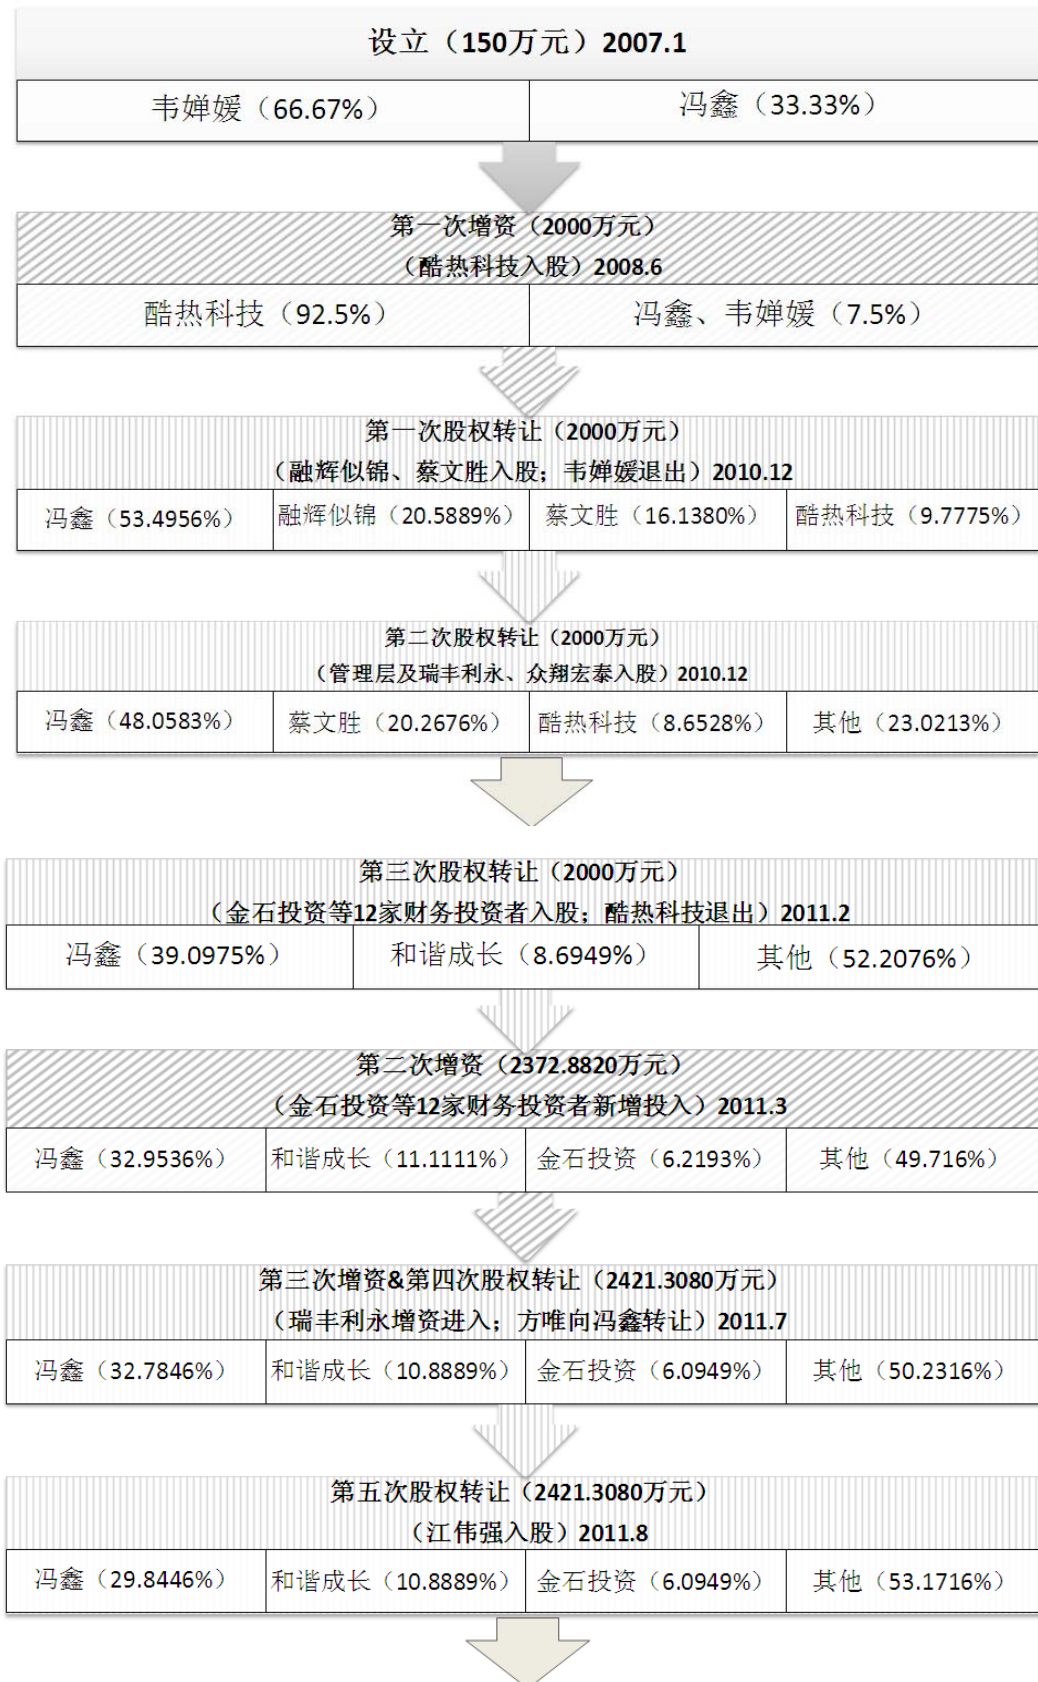 设立（150万元）2007.1
韦婵媛（66.67%）
冯鑫（33.33%）
第一次增资（2000万元）
（酷热科技入股）2008.6
酷热科技（92.5%）
冯鑫、韦婵媛（7.5%）
第一次股权转让（2000万元）
（融辉似锦、蔡文胜入股；韦婵媛退出）2010.12
冯鑫（53.4956%）
融辉似锦（20.5889%）
蔡文胜（16.1380%）
酷热科技（9.7775%）
第二次股权转让（2000万元）
（管理层及瑞丰利永、众翔宏泰入股）2010.12
冯鑫（48.0583%）
蔡文胜（20.2676%）
酷热科技（8.6528%）
其他（23.0213%）
第三次股权转让（2000万元）
（金石投资等12家财务投资者入股；酷热科技退出）2011.2
冯鑫（39.0975%）
和谐成长（8.6949%）
其他（52.2076%）
第二次增资（2372.8820万元）
（金石投资等12家财务投资者新增投入）2011.3
冯鑫（32.9536%）
和谐成长（11.1111%）
金石投资（6.2193%）
其他（49.716%）
第三次增资&第四次股权转让（2421.3080万元）
（瑞丰利永增资进入；方唯向冯鑫转让）2011.7
冯鑫（32.7846%）
和谐成长（10.8889%）
金石投资（6.0949%）
其他（50.2316%）
第五次股权转让（2421.3080万元）
（江伟强入股）2011.8
冯鑫（29.8446%）
和谐成长（10.8889%）
金石投资（6.0949%）
其他（53.1716%）